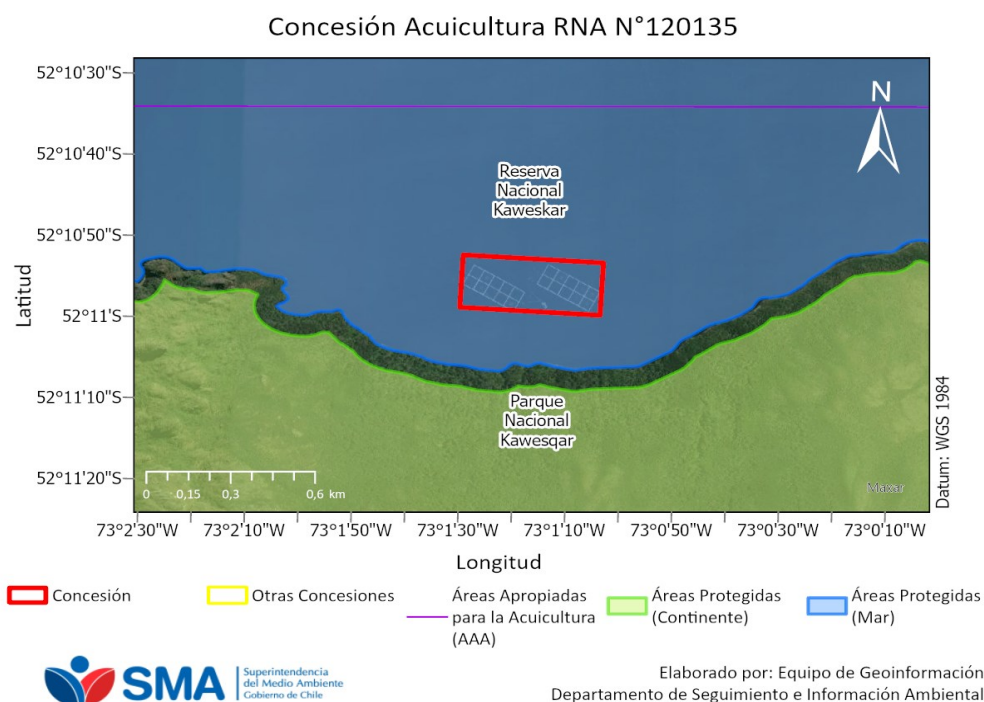 Concesión Acuicultura RNA N°120135
52°10'30"S
52°10'40"S
52°10'50"S
52°11'S
52°11'10"S
52°11'20"S
Latitud
N
Reserva
Nacional
Kaweskar
Parque
Nacional
Kawesqar
0 0,15 0,3 0,6 km
Maxar
Datum: WGS 1984
73°2'30"W 73°2'10"W 73°1'50"W 73°1'30"W 73°1'10"W 73°0'50"W 73°0'30"W 73°0'10"W
Longitud
Concesión
Otras Concesiones
Áreas Apropiadas
para la Acuicultura
(AAA)
Áreas Protegidas
(Continente)
Áreas Protegidas
(Mar)
SMA
Superintendencia
del Medio Ambiente
Gobierno de Chile
Elaborado por: Equipo de Geoinformación
Departamento de Seguimiento e Información Ambiental